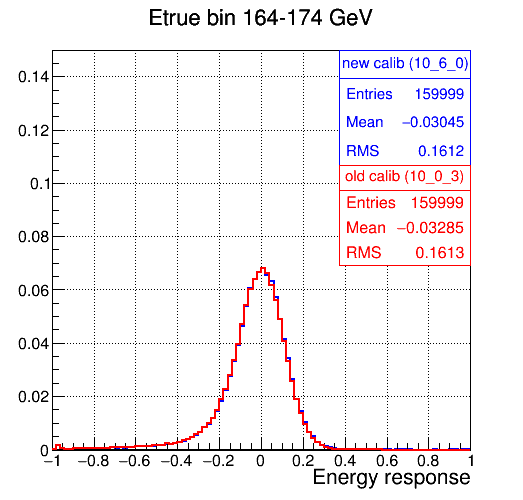 Etrue bin 164-174 GeV
new calib (10_6_0)
Entries 159999
Mean −0.03045
RMS 0.1612
old calib (10_0_3)
Entries 159999
Mean −0.03285
RMS 0.1613
0.14
0.12
0.1
0.08
0.06
0.04
0.02
0
−1 −0.8 −0.6 −0.4 −0.2 0 0.2 0.4 0.6 0.8 1
Energy response